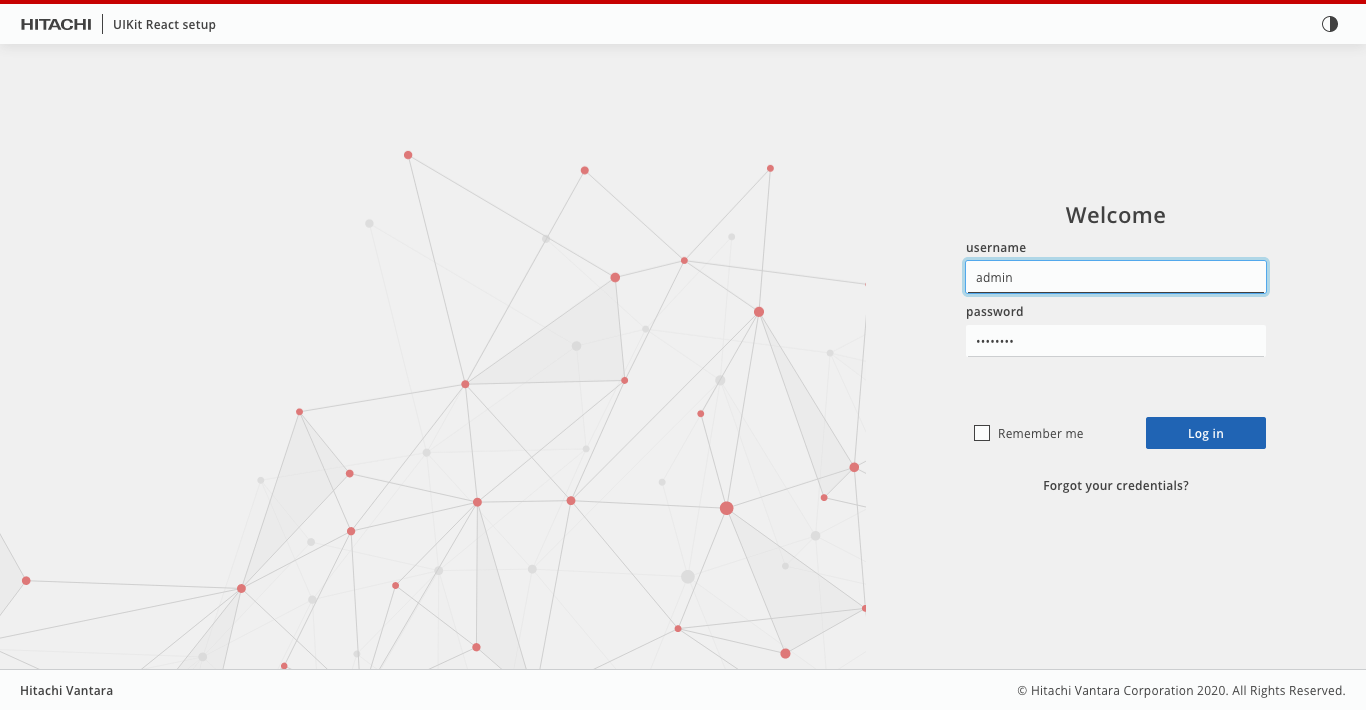 HITACHI UIKit React setup
Welcome
username
admin
password
••••••••
Remember me Log in
Forgot your credentials?
Hitachi Vantara © Hitachi Vantara Corporation 2020. All Rights Reserved.